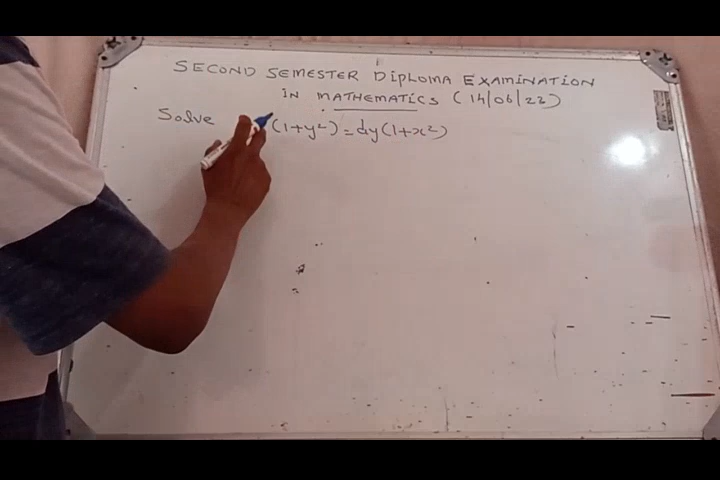 SECOND SEMESTER DIPLOMA EXAMINATION
IN MATHEMATICS (14/06/22)
Solve (1+y²)=dy(1+x²)